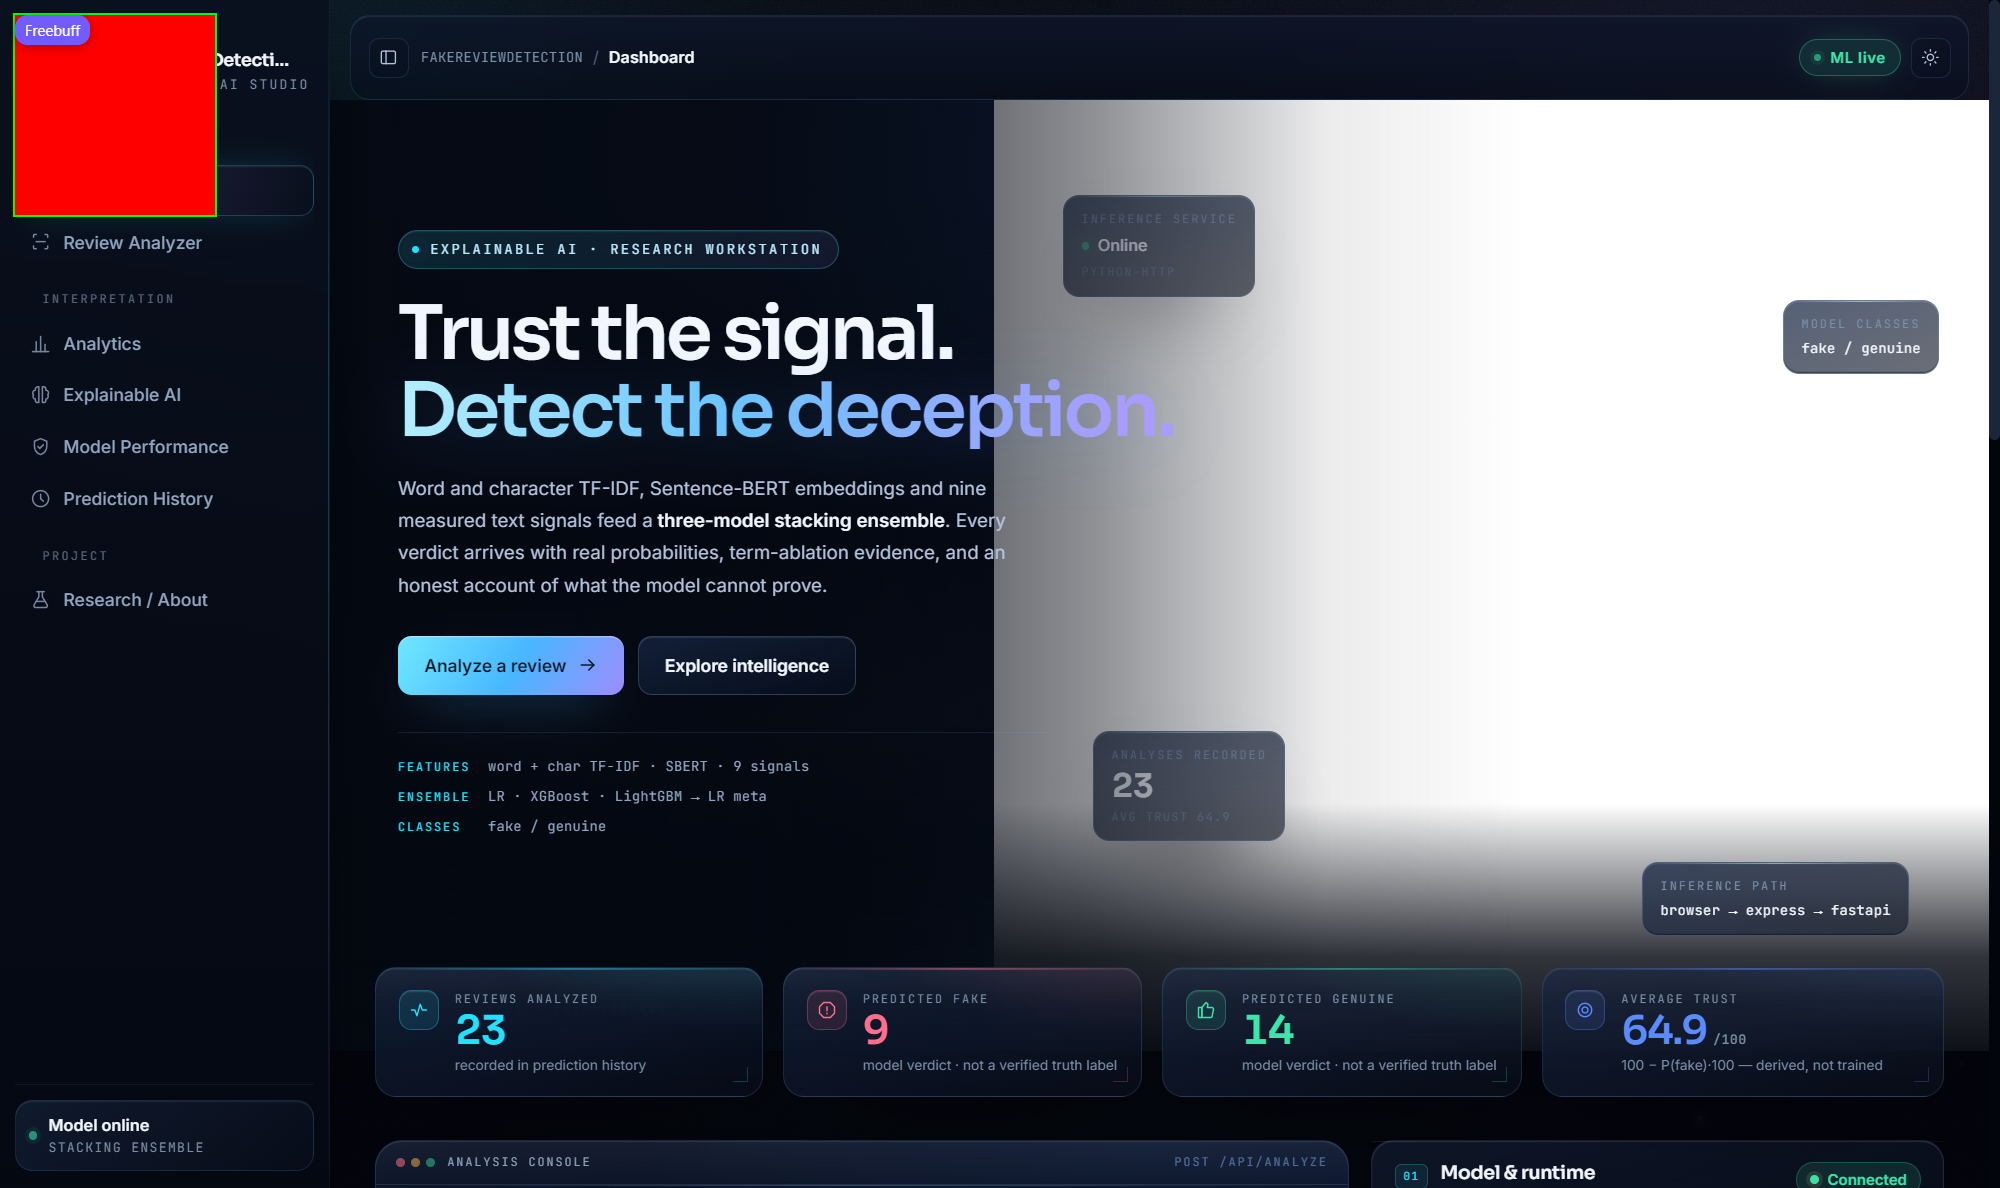 Freebuff
Detecti...
AI STUDIO
Review Analyzer
INTERPRETATION
Analytics
Explainable AI
Model Performance
Prediction History
PROJECT
Research / About
Model online
STACKING ENSEMBLE
FAKEREVIEWDETECTION / Dashboard
ML live
EXPLAINABLE AI · RESEARCH WORKSTATION
Trust the signal.
Detect the deception.
Word and character TF-IDF, Sentence-BERT embeddings and nine
measured text signals feed a three-model stacking ensemble. Every
verdict arrives with real probabilities, term-ablation evidence, and an
honest account of what the model cannot prove.
Analyze a review →
Explore intelligence
FEATURES word + char TF-IDF · SBERT · 9 signals
ENSEMBLE LR · XGBoost · LightGBM → LR meta
CLASSES fake / genuine
INFERENCE SERVICE
Online
PYTHON-HTTP
MODEL CLASSES
fake / genuine
ANALYSES RECORDED
23
AVG TRUST 64.9
INFERENCE PATH
browser → express → fastapi
REVIEWS ANALYZED
23
recorded in prediction history
PREDICTED FAKE
9
model verdict · not a verified truth label
PREDICTED GENUINE
14
model verdict · not a verified truth label
AVERAGE TRUST
64.9 /100
100 − P(fake)·100 — derived, not trained
ANALYSIS CONSOLE
POST /API/ANALYZE
01 Model & runtime
Connected